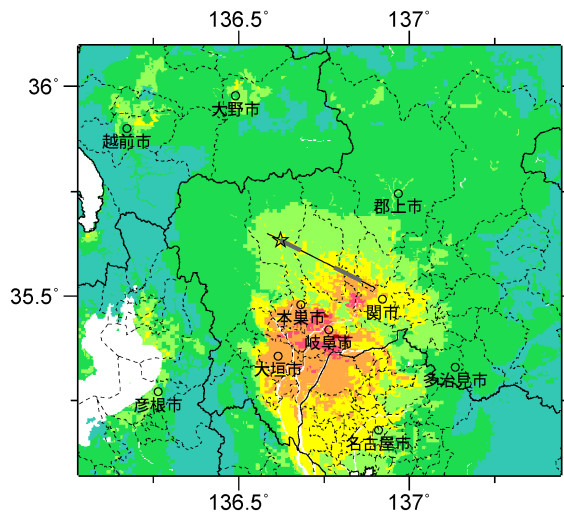 136.5° 137°
36°
大野市
越前市
郡上市
35.5°
関市
本巣市
岐阜市
大垣市
多治見市
彦根市
名古屋市
136.5° 137°